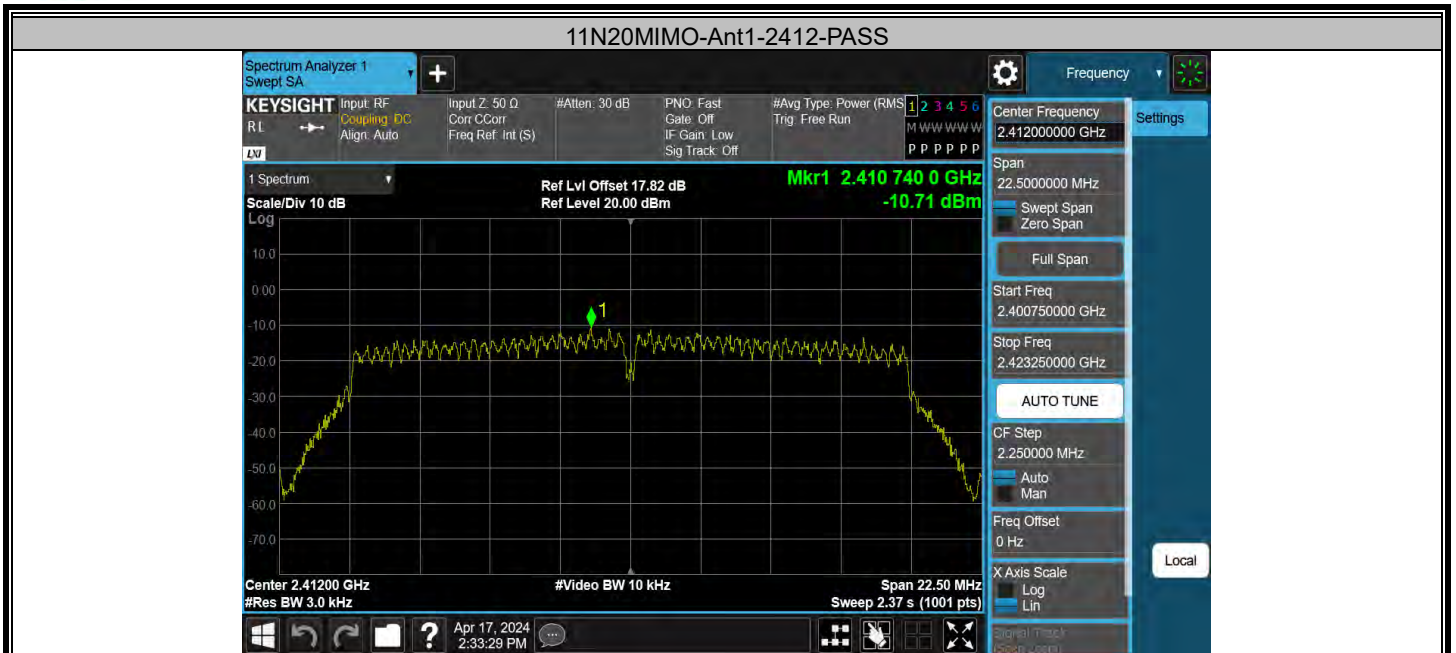 11N20MIMO-Ant1-2412-PASS
Spectrum Analyzer 1
Swept SA
+
Frequency
KEYSIGHT
RL
LXI
Input: RF
Coupling: DC
Align: Auto
Input Z: 50 Ω
Corr CCorr
Freq Ref: Int (S)
#Atten: 30 dB
PNO: Fast
Gate: Off
IF Gain: Low
Sig Track: Off
#Avg Type: Power (RMS
Trig: Free Run
1 2 3 4 5 6
M W W W W W
P P P P P P
Center Frequency
2.412000000 GHz
Settings
Span
22.5000000 MHz
Swept Span
Zero Span
Full Span
Start Freq
2.400750000 GHz
Stop Freq
2.423250000 GHz
AUTO TUNE
CF Step
2.250000 MHz
Auto
Man
Freq Offset
0 Hz
X Axis Scale
Log
Lin
Local
1 Spectrum
Scale/Div 10 dB
Log
Ref Lvl Offset 17.82 dB
Ref Level 20.00 dBm
Mkr1 2.410 740 0 GHz
-10.71 dBm
10.0
0.00
-10.0
-20.0
-30.0
-40.0
-50.0
-60.0
-70.0
1
Center 2.41200 GHz
#Res BW 3.0 kHz
#Video BW 10 kHz
Span 22.50 MHz
Sweep 2.37 s (1001 pts)
?
Apr 17, 2024
2:33:29 PM